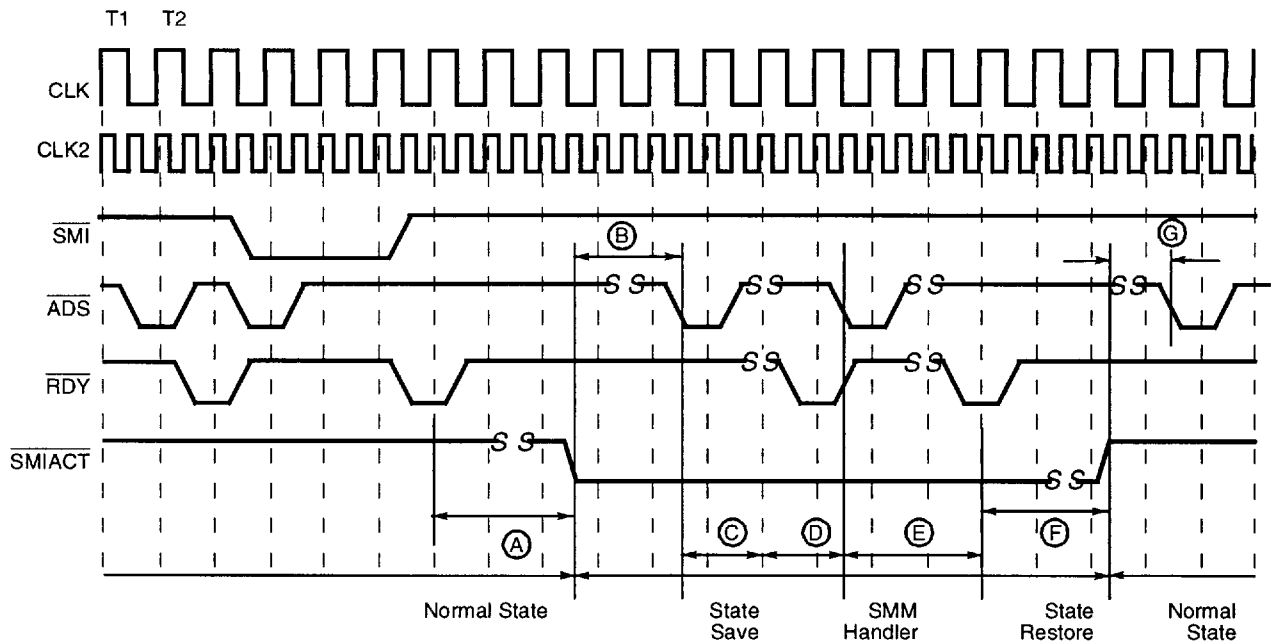 T1 T2
CLK
CLK2
SMI
B
G
ADS
S S
S S
S S
S S
RDY
S S
S S
SMIACT
S S
S S
A
C
D
E
F
Normal State
State
Save
SMM
Handler
State
Restore
Normal
State